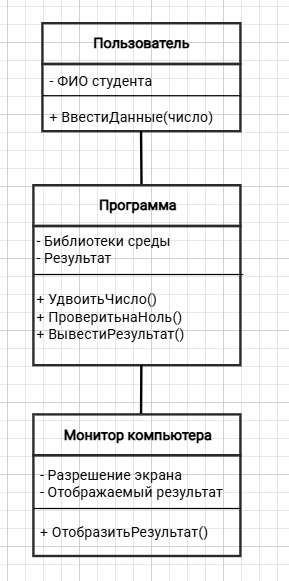 Пользователь
- ФИО студента
+ ВвестиДанные(число)
Программа
- Библиотеки среды
- Результат
+ УдвоитьЧисло()
+ ПроверитьнаНоль()
+ ВывестиРезультат()
Монитор компьютера
- Разрешение экрана
- Отображаемый результат
+ ОтобразитьРезультат()